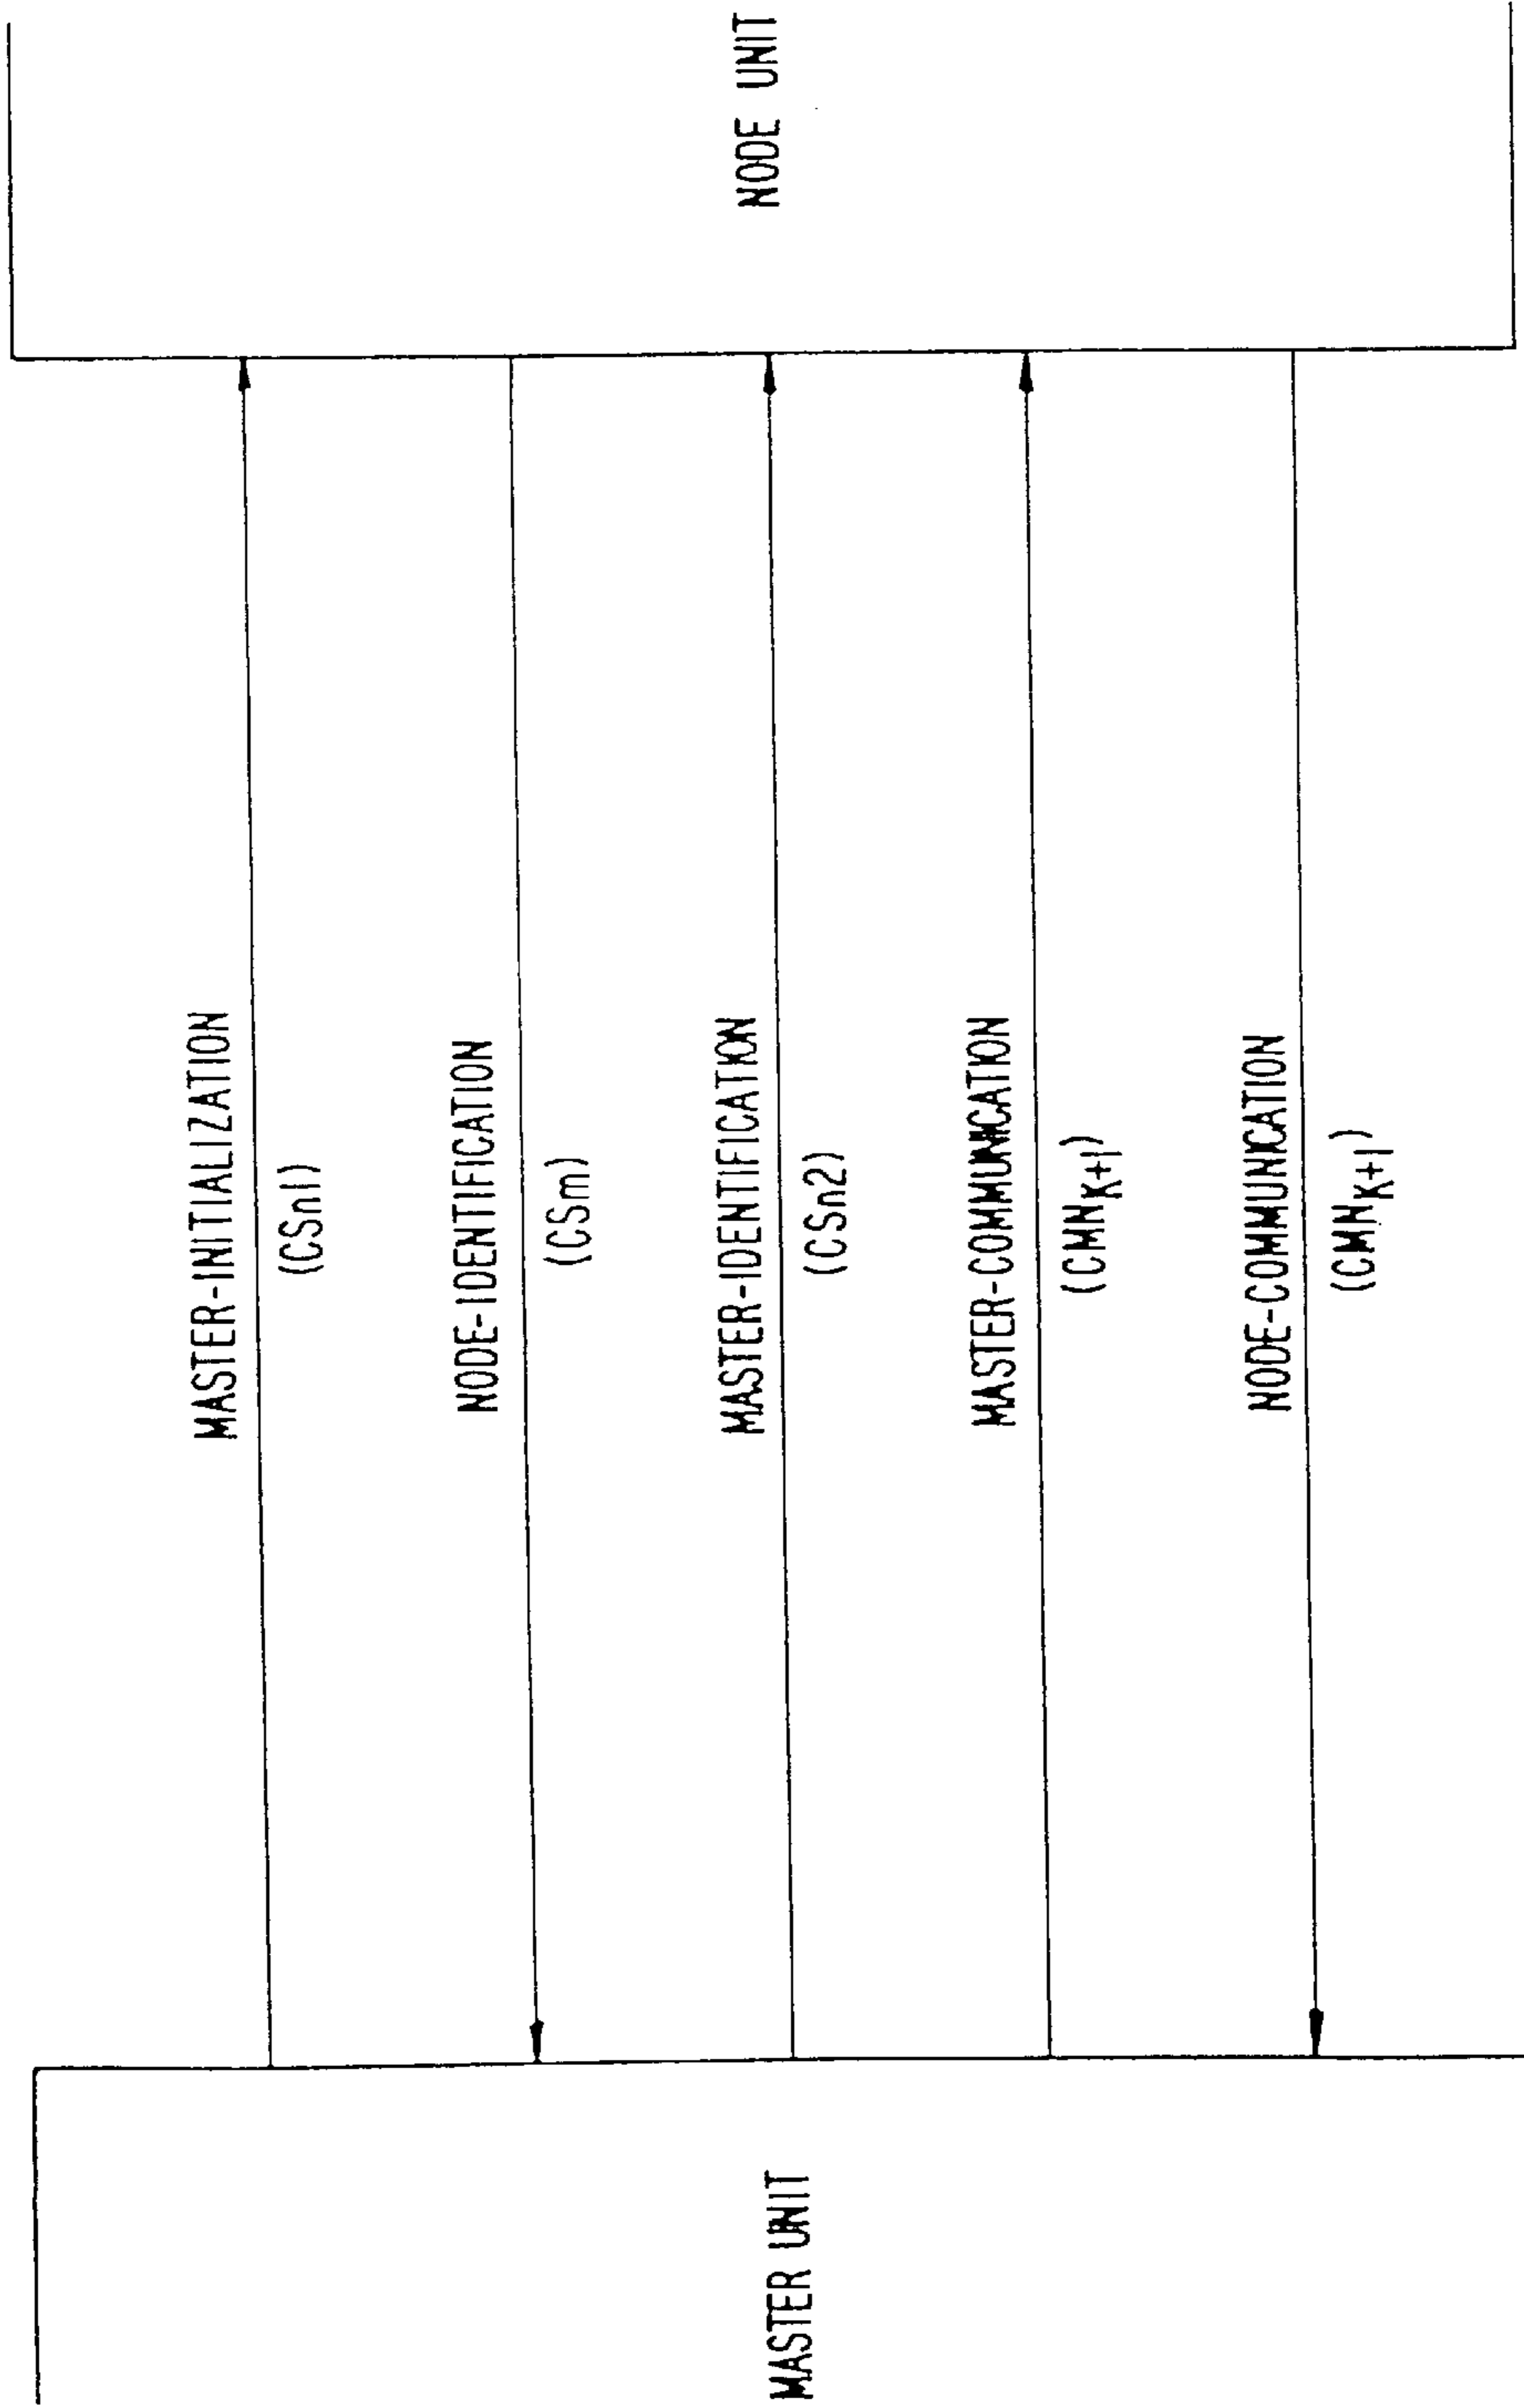 MASTER UNIT
MASTER-INITIALIZATION
(CSn1)
NODE-IDENTIFICATION
(CSm)
MASTER-IDENTIFICATION
(CSn2)
MASTER-COMMUNICATION
(CMNK+1)
NODE-COMMUNICATION
(CMNK+1)
NODE UNIT